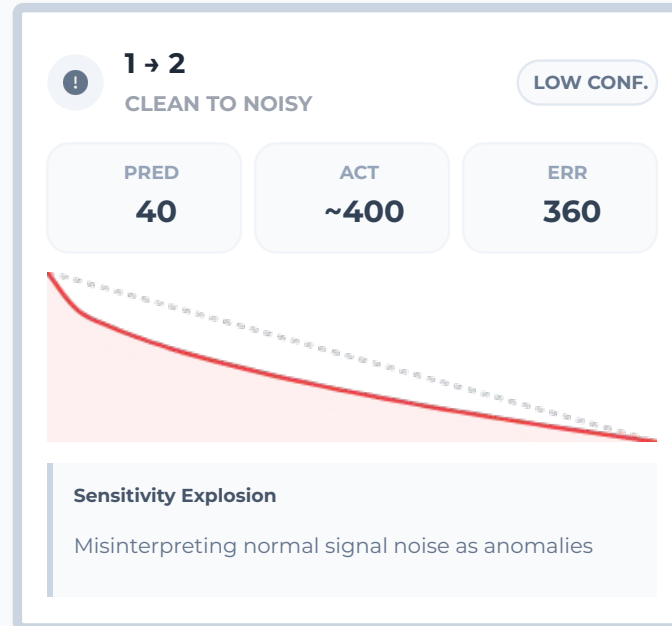 1 → 2
CLEAN TO NOISY
LOW CONF.
PRED
40
ACT
~400
ERR
360
Sensitivity Explosion
Misinterpreting normal signal noise as anomalies